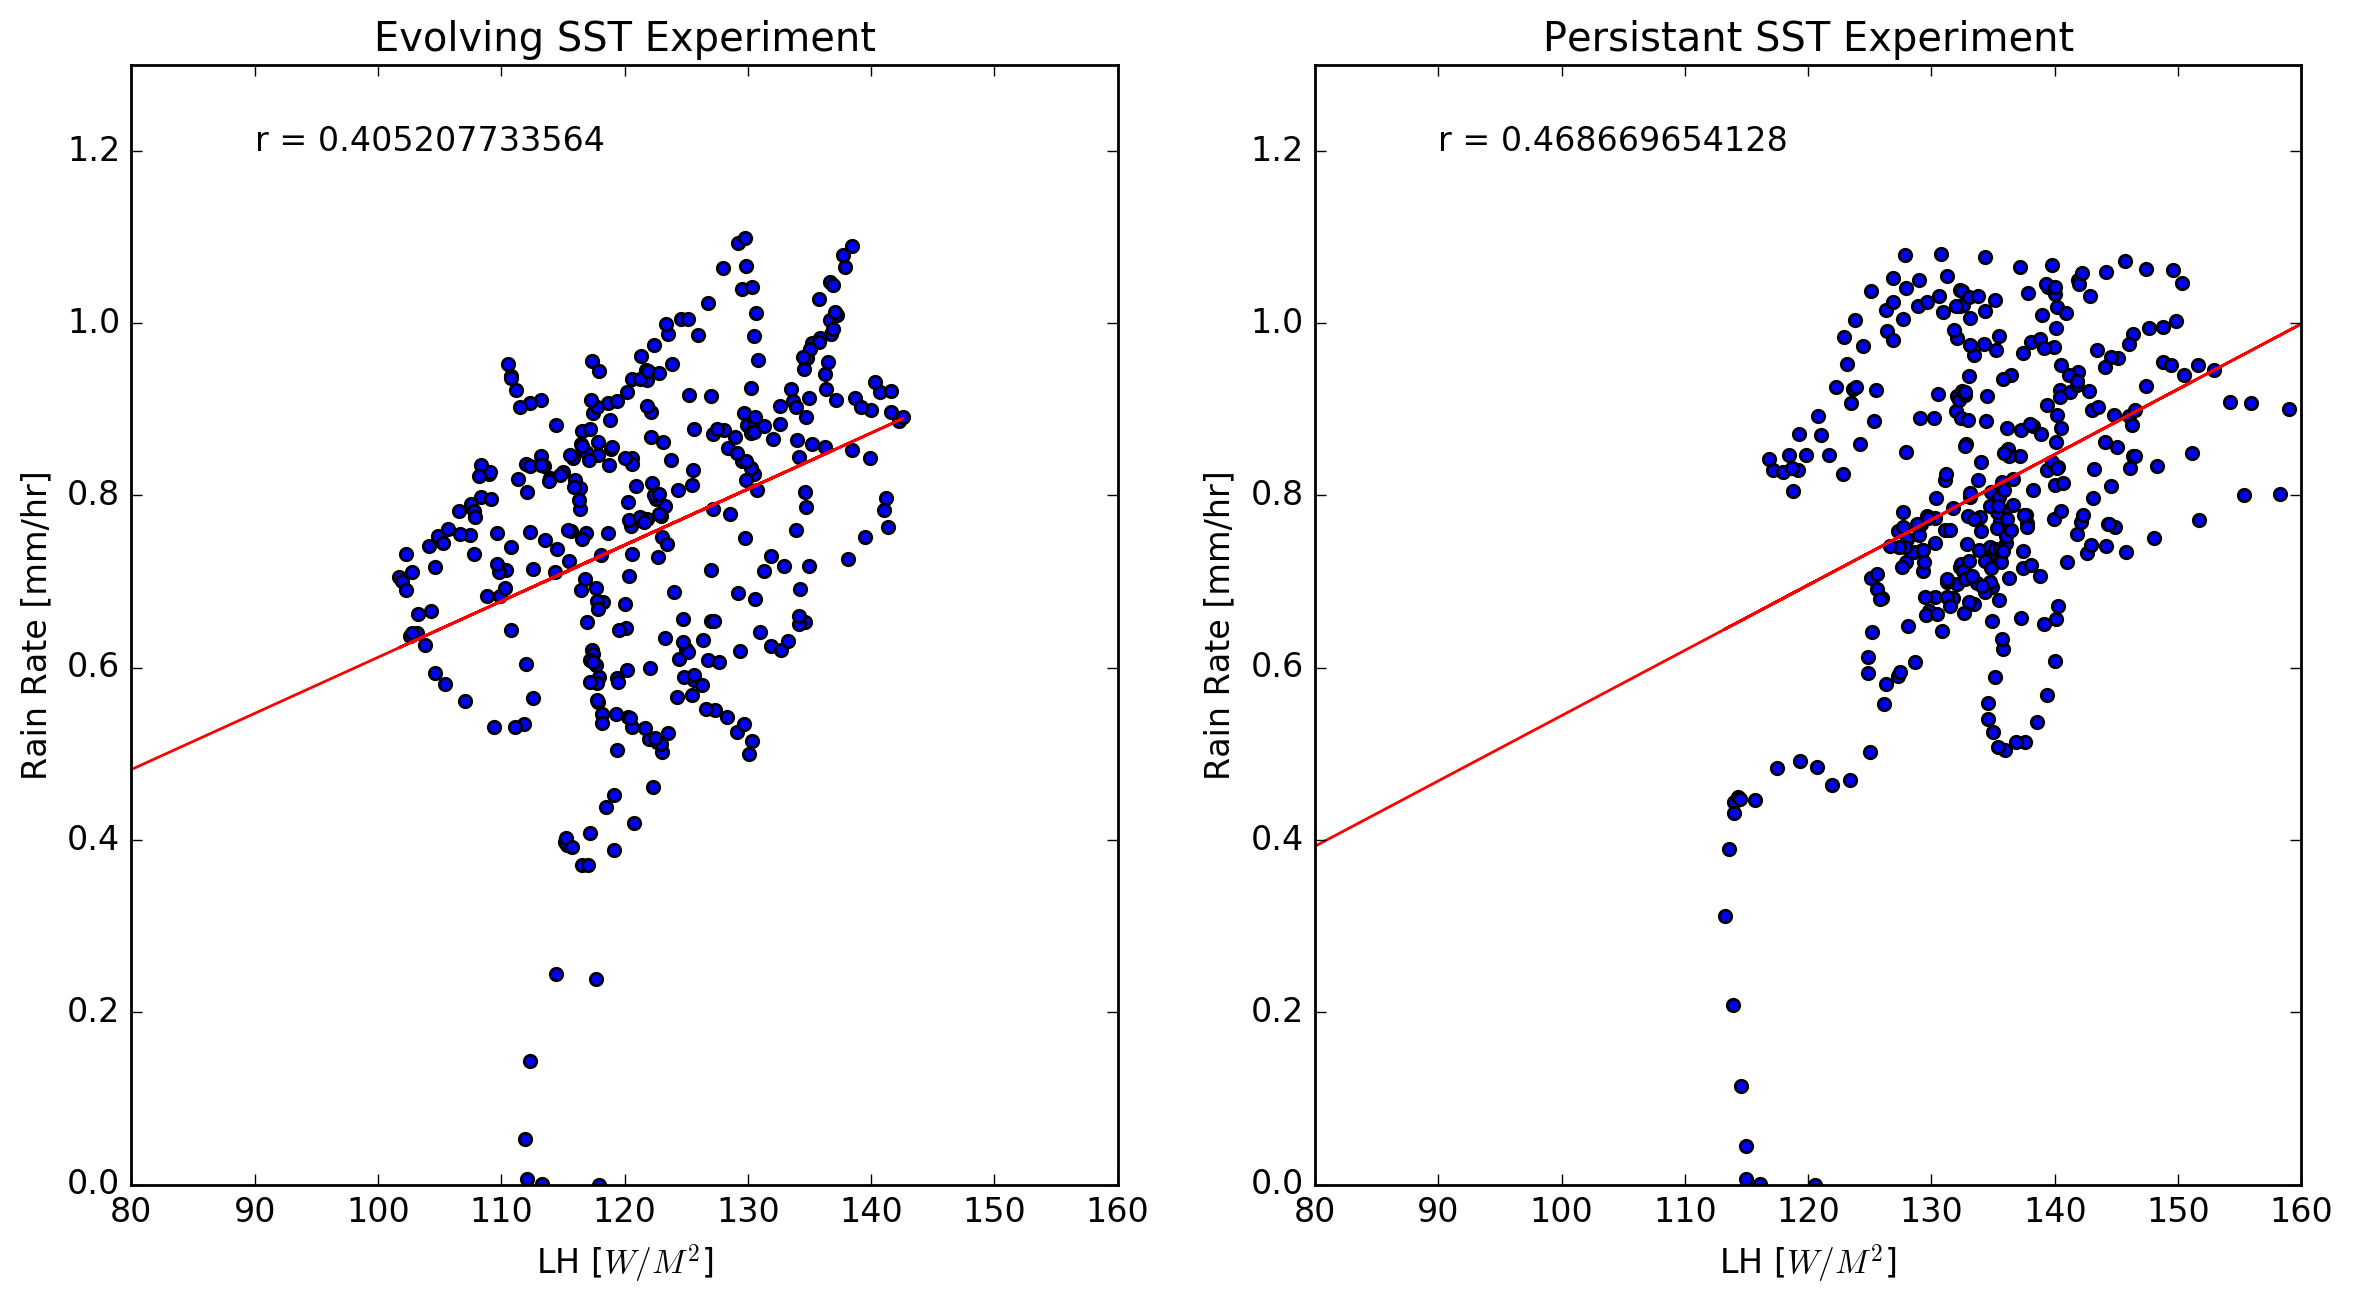 Evolving SST Experiment
r = 0.405207733564
Rain Rate [mm/hr]
1.2
1.0
0.8
0.6
0.4
0.2
0.0
80 90 100 110 120 130 140 150 160
LH [W/M²]
Persistant SST Experiment
r = 0.468669654128
Rain Rate [mm/hr]
1.2
1.0
0.8
0.6
0.4
0.2
0.0
80 90 100 110 120 130 140 150 160
LH [W/M²]